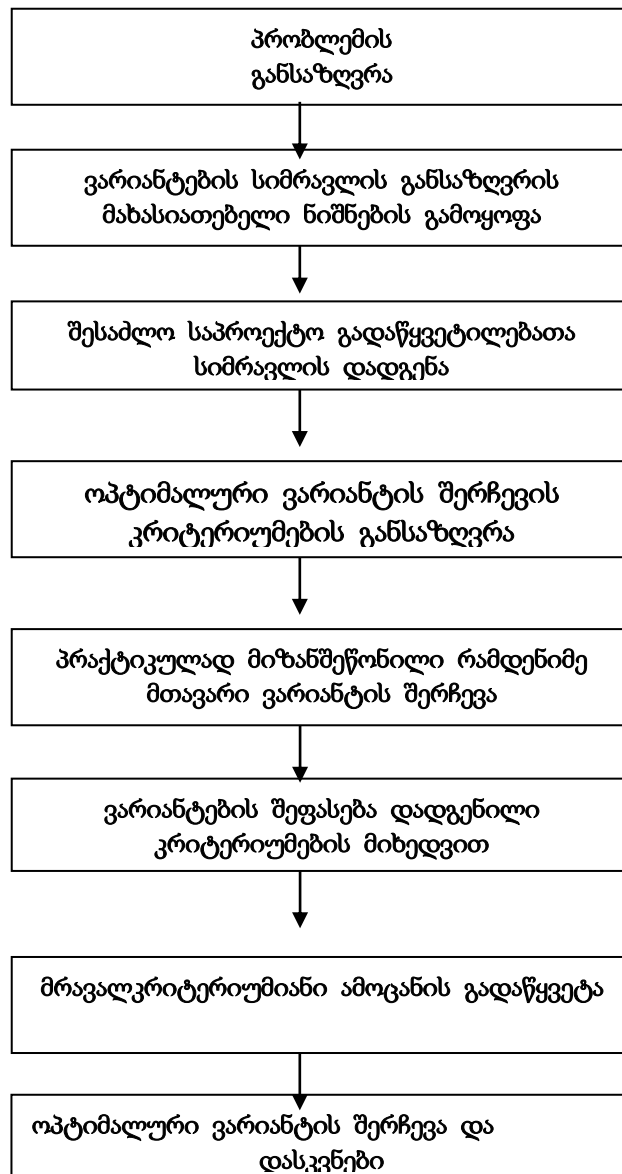 პრობლემის
განსაზღვრა
ვარიანტების სიმრავლის განსაზღვრის
მახასიათებელი ნიშნების გამოყოფა
შესაძლო საპროექტო გადაწყვეტილებათა
სიმრავლის დადგენა
ოპტიმალური ვარიანტის შერჩევის
კრიტერიუმების განსაზღვრა
პრაქტიკულად მიზანშეწონილი რამდენიმე
მთავარი ვარიანტის შერჩევა
ვარიანტების შეფასება დადგენილი
კრიტერიუმების მიხედვით
მრავალკრიტერიუმიანი ამოცანის გადაწყვეტა
ოპტიმალური ვარიანტის შერჩევა და
დასკვნები